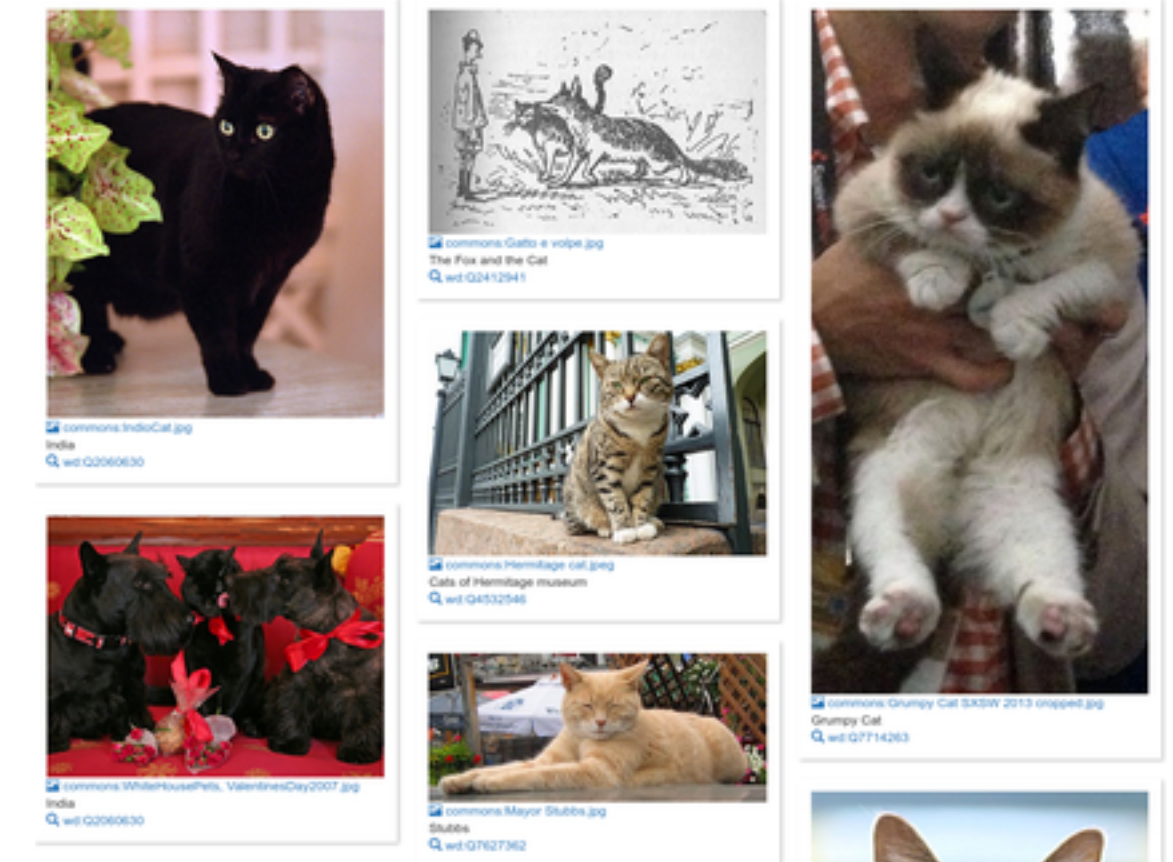 commons:IndioCat.jpg
India
wd:Q2060630
commons:WhiteHousePets, ValentinesDay2007.jpg
India
wd:Q2060630
commons:Gatto e volpe.jpg
The Fox and the Cat
wd:Q2412941
commons:Hermitage cat.jpeg
Cats of Hermitage museum
wd:Q4532546
commons:Mayor Stubbs.jpg
Stubbs
wd:Q7627362
commons:Grumpy Cat SXSW 2013 cropped.jpg
Grumpy Cat
wd:Q7714263